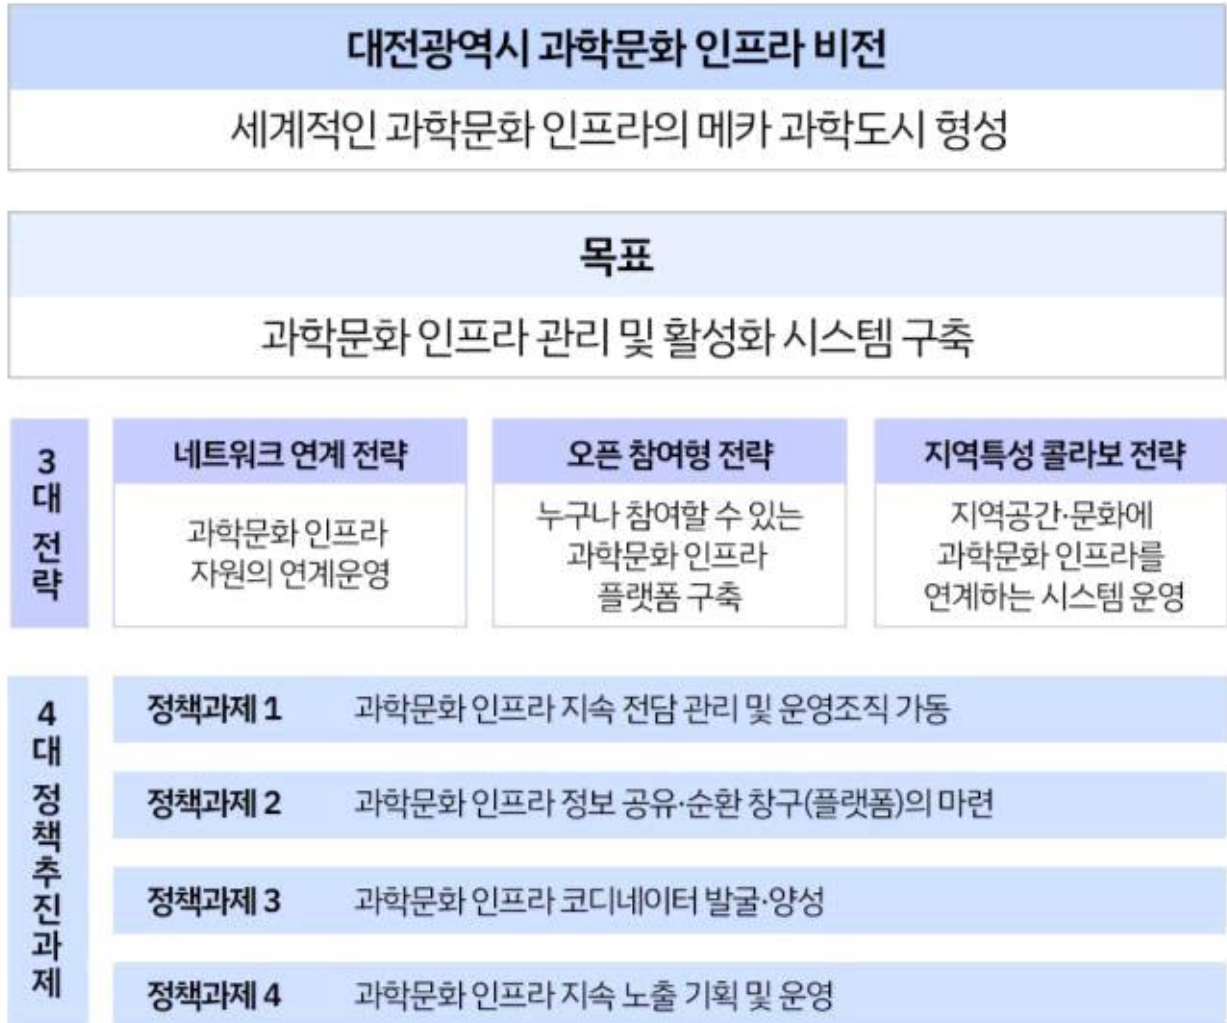 대전광역시 과학문화 인프라 비전
세계적인 과학문화 인프라의 메카 과학도시 형성
목표
과학문화 인프라 관리 및 활성화 시스템 구축
3대 전략
네트워크 연계 전략
과학문화 인프라
자원의 연계운영
오픈 참여형 전략
누구나 참여할 수 있는
과학문화 인프라
플랫폼 구축
지역특성 콜라보 전략
지역공간·문화에
과학문화 인프라를
연계하는 시스템 운영
4대 정책추진과제
정책과제 1 과학문화 인프라 지속 전담 관리 및 운영조직 가동
정책과제 2 과학문화 인프라 정보 공유·순환 창구(플랫폼)의 마련
정책과제 3 과학문화 인프라 코디네이터 발굴·양성
정책과제 4 과학문화 인프라 지속 노출 기획 및 운영